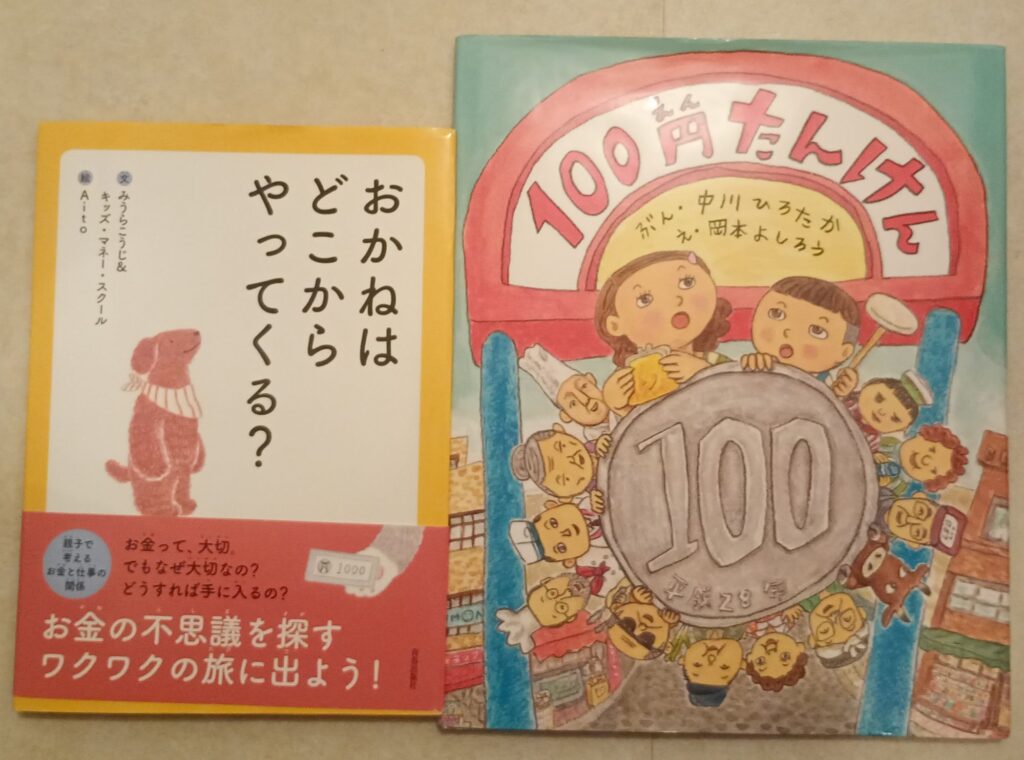 おかねは
どこから
やってくる?
文 みうらこうじ&
キッズ・マネー・スクール
絵 Aito
親子で
考える
お金と仕事の
関係
お金って、大切。
でもなぜ大切なの?
どうすれば手に入るの?
1000
お金の不思議を探す
ワクワクの旅に出よう!
青春出版社
100円たんけん
えん
ぶん・中川ひろたか
え・岡本よしろう
100